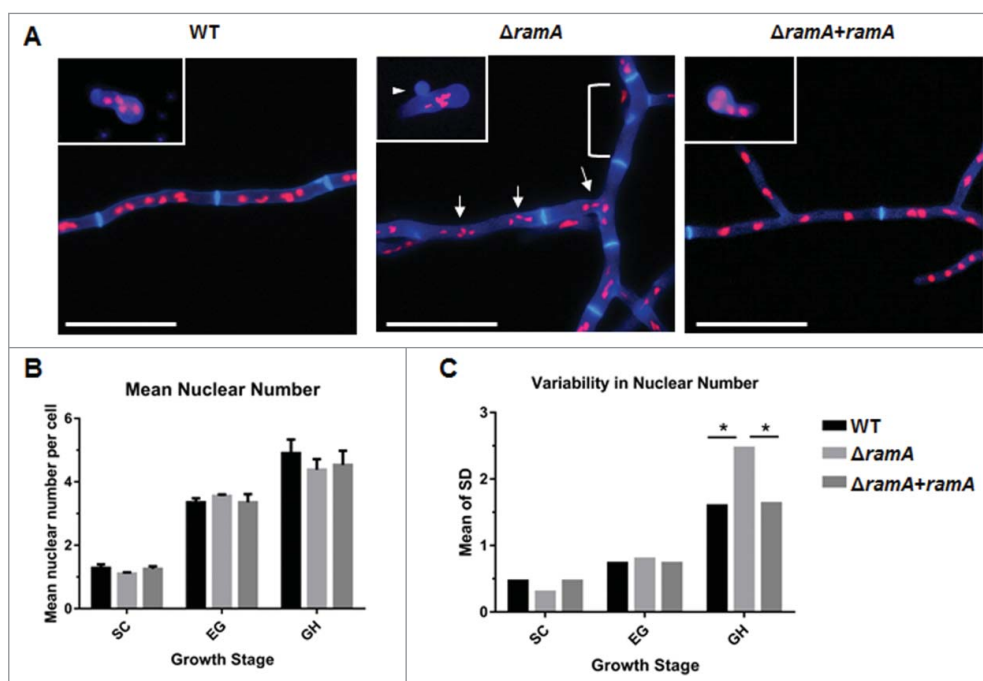 A
WT
ΔramA
ΔramA+ramA
B
Mean Nuclear Number
Mean nuclear number per cell
6
4
2
0
SC
EG
GH
Growth Stage
C
Variability in Nuclear Number
Mean of SD
3
2
1
0
*
*
SC
EG
GH
Growth Stage
WT
ΔramA
ΔramA+ramA